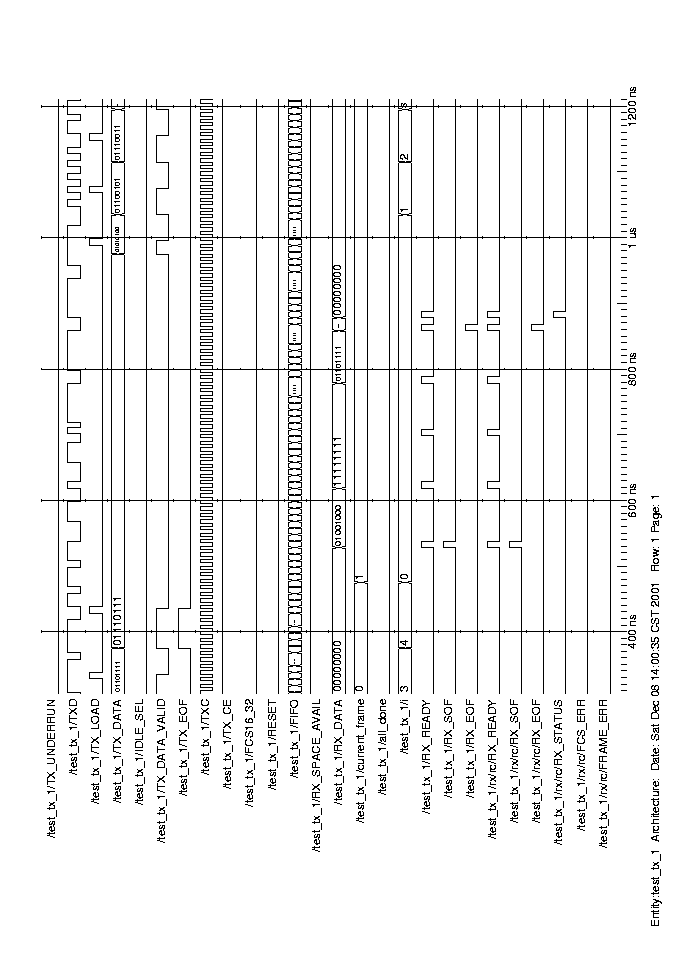 /test_tx_1/TX_UNDERRUN
/test_tx_1/TXD
/test_tx_1/TX_LOAD
/test_tx_1/TX_DATA 01101111 01110111 01100101 01110011 -
/test_tx_1/IDLE_SEL
/test_tx_1/TX_DATA_VALID
/test_tx_1/TX_EOF
/test_tx_1/TXC
/test_tx_1/TX_CE
/test_tx_1/FCS16_32
/test_tx_1/RESET
/test_tx_1/FIFO
/test_tx_1/RX_SPACE_AVAIL
/test_tx_1/RX_DATA 00000000 01001000 11111111 01101111 - 00000000
/test_tx_1/current_frame 0 1
/test_tx_1/all_done
/test_tx_1/i 3 4 0 1 2 3
/test_tx_1/RX_READY
/test_tx_1/RX_SOF
/test_tx_1/RX_EOF
/test_tx_1/rx/rc/RX_READY
/test_tx_1/rx/rc/RX_SOF
/test_tx_1/rx/rc/RX_EOF
/test_tx_1/rx/rc/RX_STATUS
/test_tx_1/rx/rc/FCS_ERR
/test_tx_1/rx/rc/FRAME_ERR
400 ns 600 ns 800 ns 1 us 1200 ns
Entity:test_tx_1 Architecture: Date: Sat Dec 08 14:00:35 CST 2001 Row: 1 Page: 1